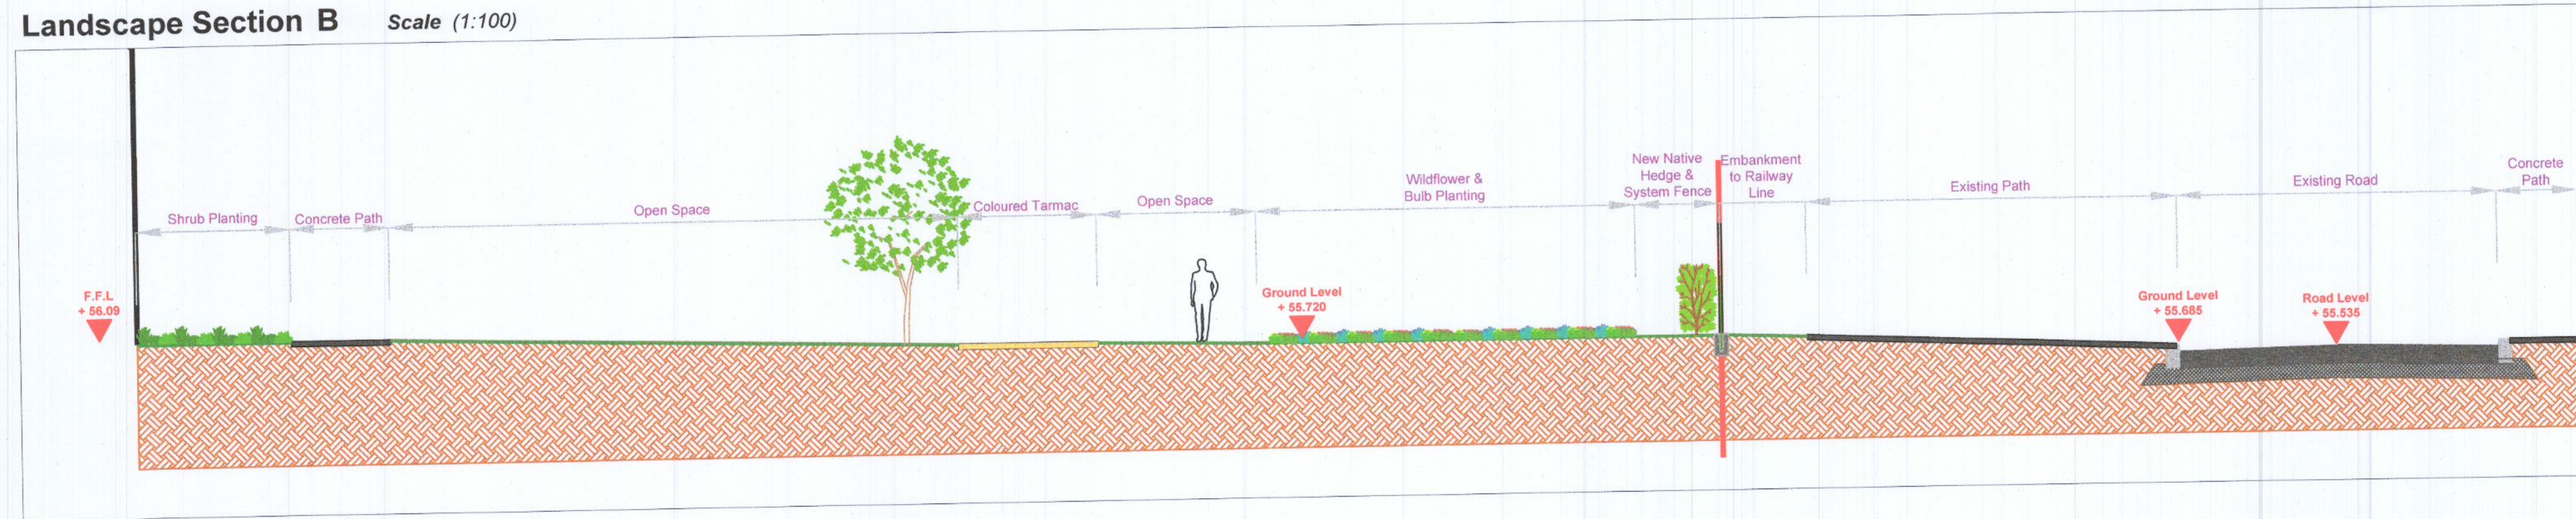 Landscape Section B Scale (1:100)
Shrub Planting
Concrete Path
Open Space
Coloured Tarmac
Open Space
Wildflower &
Bulb Planting
New Native
Hedge &
System Fence
Embankment
to Railway
Line
Existing Path
Existing Road
Concrete
Path
F.F.L
+ 56.09
Ground Level
+ 55.720
Ground Level
+ 55.685
Road Level
+ 55.535